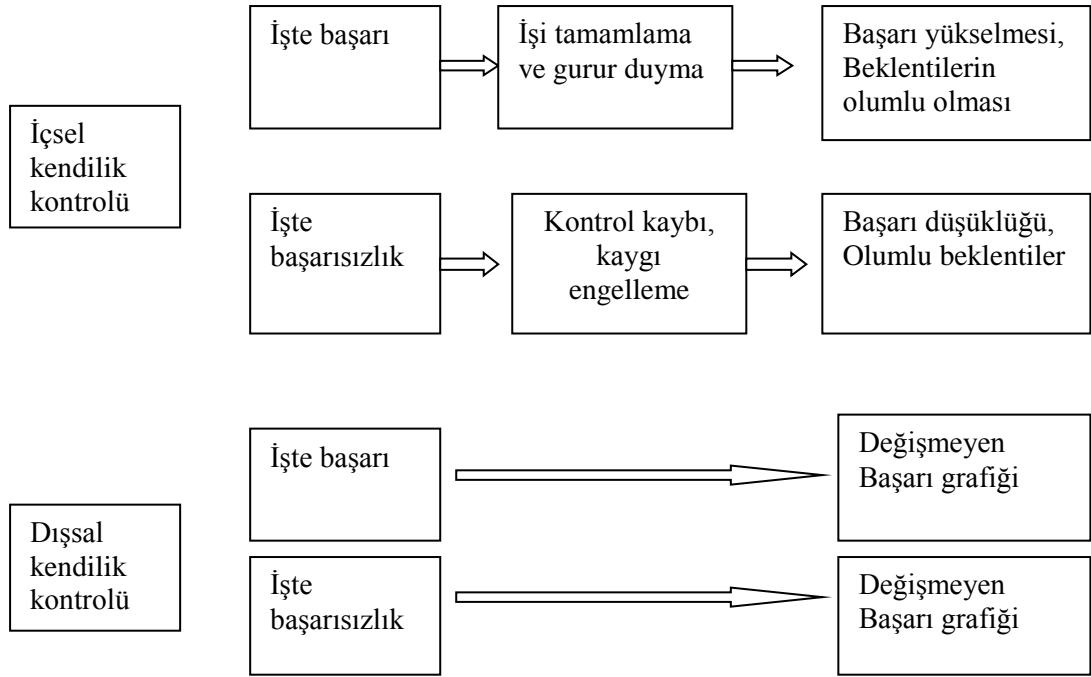 İşte başarı
İşi tamamlama
ve gurur duyma
Başarı yükselmesi,
Beklentilerin
olumlu olması
İçsel
kendilik
kontrolü
İşte
başarısızlık
Kontrol kaybı,
kaygı
engelleme
Başarı düşüklüğü,
Olumlu beklentiler
İşte başarı
Değişmeyen
Başarı grafiği
Dışsal
kendilik
kontrolü
İşte
başarısızlık
Değişmeyen
Başarı grafiği